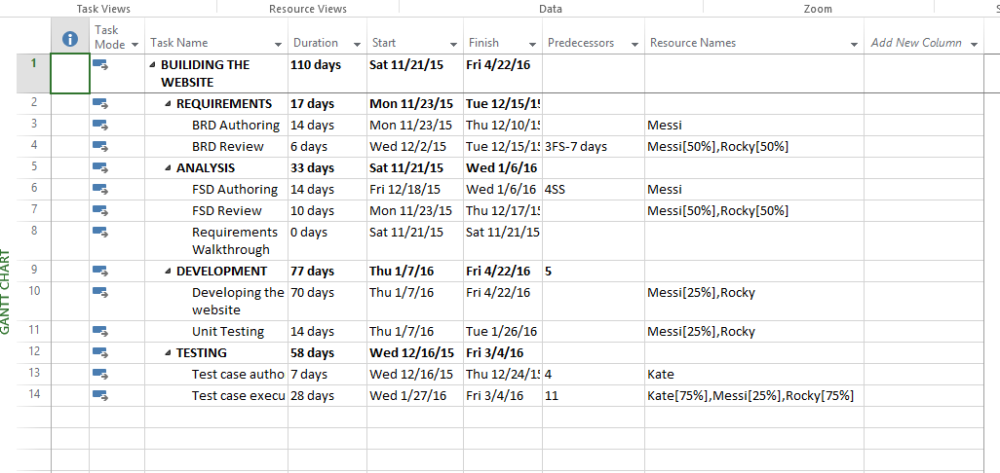 Task Views Resource Views Data Zoom S
Task
Mode Task Name Duration Start Finish Predecessors Resource Names Add New Column
1 BUILIDING THE 110 days Sat 11/21/15 Fri 4/22/16
WEBSITE
2 REQUIREMENTS 17 days Mon 11/23/15 Tue 12/15/15
3 BRD Authoring 14 days Mon 11/23/15 Thu 12/10/15 Messi
4 BRD Review 6 days Wed 12/2/15 Tue 12/15/15 3FS-7 days Messi[50%],Rocky[50%]
5 ANALYSIS 33 days Sat 11/21/15 Wed 1/6/16
6 FSD Authoring 14 days Fri 12/18/15 Wed 1/6/16 4SS Messi
7 FSD Review 10 days Mon 11/23/15 Thu 12/17/15 Messi[50%],Rocky[50%]
8 Requirements 0 days Sat 11/21/15 Sat 11/21/15
Walkthrough
9 DEVELOPMENT 77 days Thu 1/7/16 Fri 4/22/16 5
10 Developing the 70 days Thu 1/7/16 Fri 4/22/16 Messi[25%],Rocky
website
11 Unit Testing 14 days Thu 1/7/16 Tue 1/26/16 Messi[25%],Rocky
12 TESTING 58 days Wed 12/16/15 Fri 3/4/16
13 Test case autho 7 days Wed 12/16/15 Thu 12/24/15 4 Kate
14 Test case execu 28 days Wed 1/27/16 Fri 3/4/16 11 Kate[75%],Messi[25%],Rocky[75%]
GANTT CHART